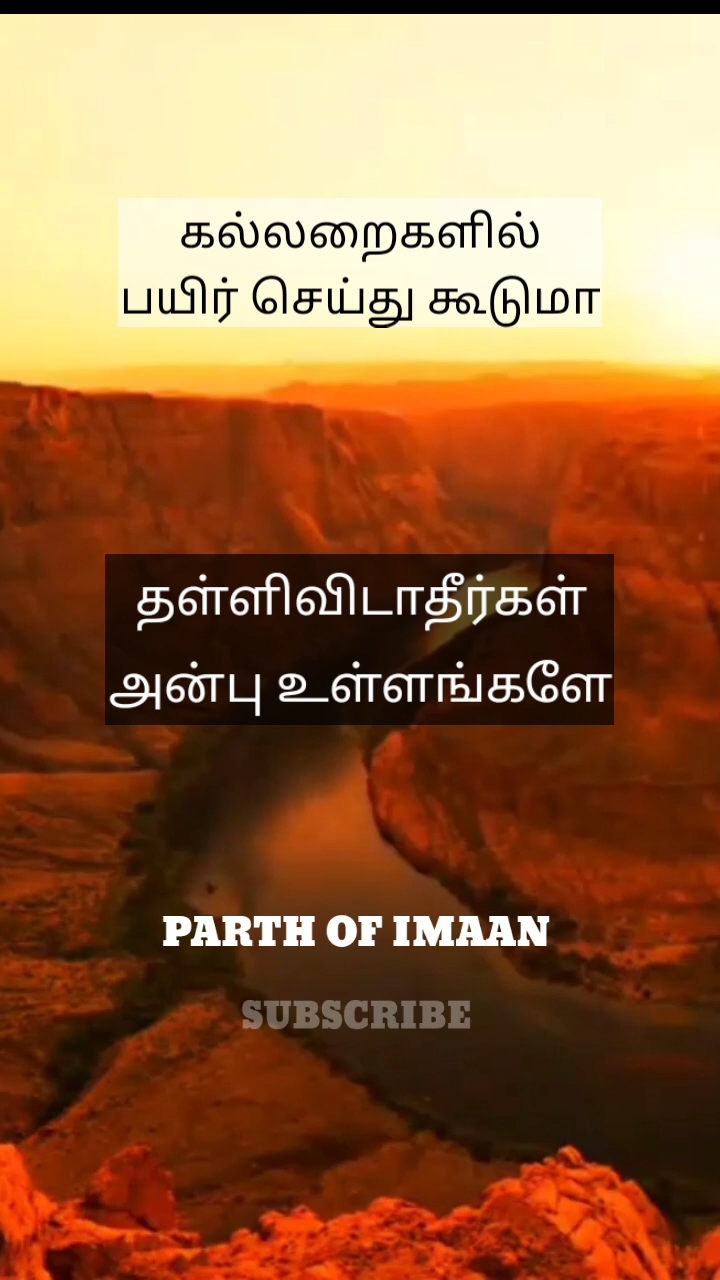 கல்லறைகளில்
பயிர் செய்து கூடுமா
தள்ளிவிடாதீர்கள்
அன்பு உள்ளங்களே
PARTH OF IMAAN
SUBSCRIBE